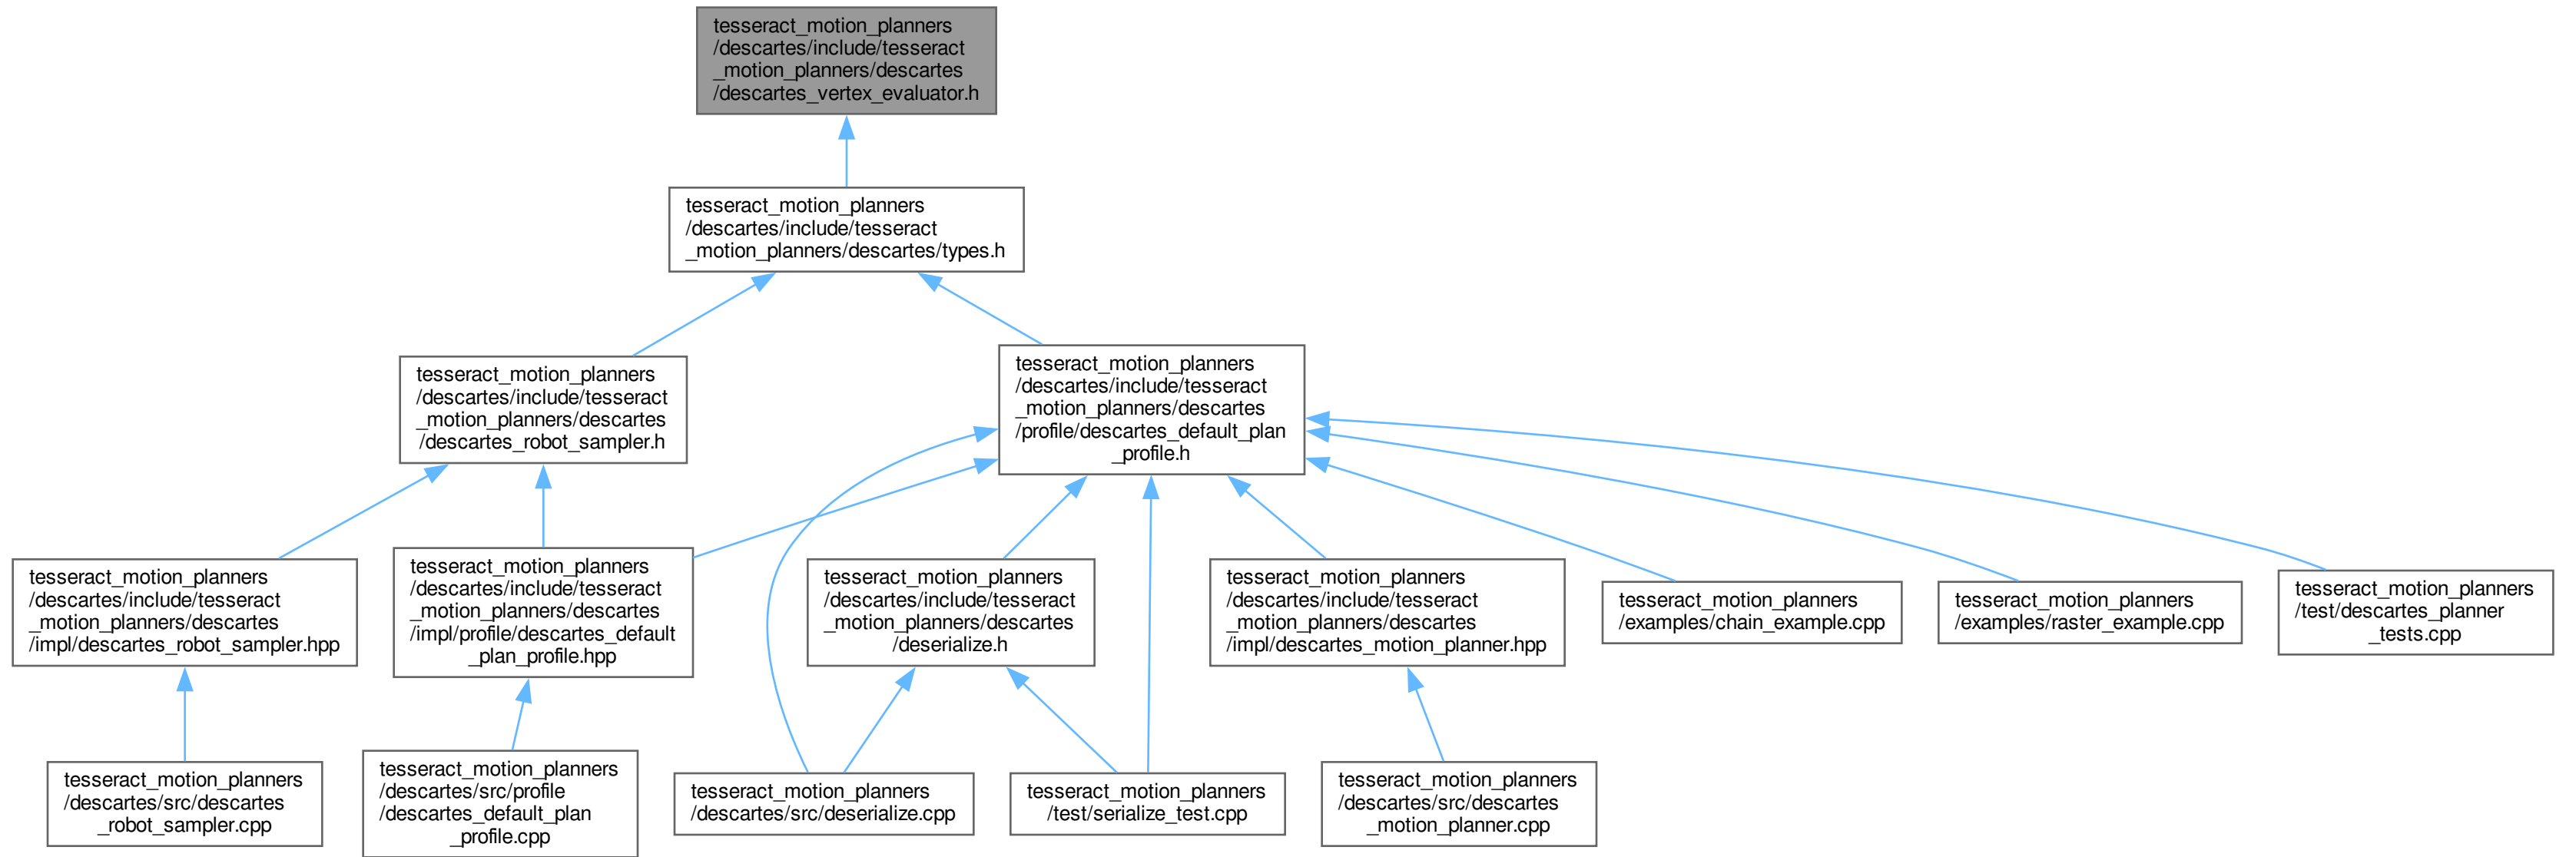 tesseract_motion_planners
/descartes/include/tesseract
_motion_planners/descartes
/descartes_vertex_evaluator.h
tesseract_motion_planners
/descartes/include/tesseract
_motion_planners/descartes/types.h
tesseract_motion_planners
/descartes/include/tesseract
_motion_planners/descartes
/descartes_robot_sampler.h
tesseract_motion_planners
/descartes/include/tesseract
_motion_planners/descartes
/profile/descartes_default_plan
_profile.h
tesseract_motion_planners
/descartes/include/tesseract
_motion_planners/descartes
/impl/descartes_robot_sampler.hpp
tesseract_motion_planners
/descartes/include/tesseract
_motion_planners/descartes
/impl/profile/descartes_default
_plan_profile.hpp
tesseract_motion_planners
/descartes/include/tesseract
_motion_planners/descartes
/deserialize.h
tesseract_motion_planners
/descartes/include/tesseract
_motion_planners/descartes
/impl/descartes_motion_planner.hpp
tesseract_motion_planners
/examples/chain_example.cpp
tesseract_motion_planners
/examples/raster_example.cpp
tesseract_motion_planners
/test/descartes_planner
_tests.cpp
tesseract_motion_planners
/descartes/src/descartes
_robot_sampler.cpp
tesseract_motion_planners
/descartes/src/profile
/descartes_default_plan
_profile.cpp
tesseract_motion_planners
/descartes/src/deserialize.cpp
tesseract_motion_planners
/test/serialize_test.cpp
tesseract_motion_planners
/descartes/src/descartes
_motion_planner.cpp